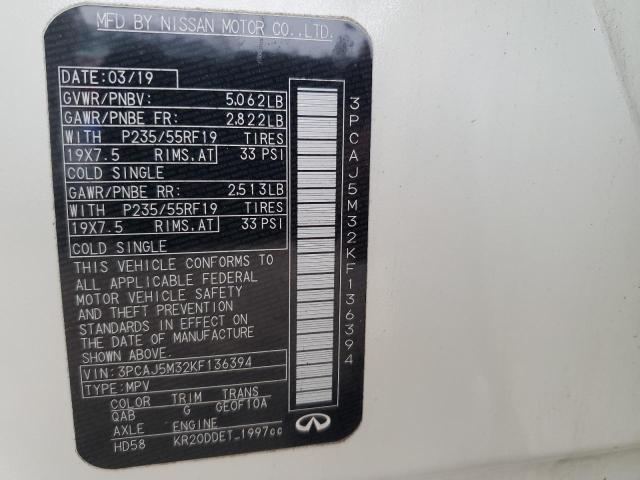 MFD BY NISSAN MOTOR CO.,LTD.
DATE: 03/19
GVWR/PNBV: 5.062LB
GAWR/PNBE FR: 2.822LB
WITH P235/55RF19 TIRES
19X7.5 RIMS.AT 33 PSI
COLD SINGLE
GAWR/PNBE RR: 2.513LB
WITH P235/55RF19 TIRES
19X7.5 RIMS.AT 33 PSI
COLD SINGLE
THIS VEHICLE CONFORMS TO
ALL APPLICABLE FEDERAL
MOTOR VEHICLE SAFETY
AND THEFT PREVENTION
STANDARDS IN EFFECT ON
THE DATE OF MANUFACTURE
SHOWN ABOVE.
VIN: 3PCAJ5M32KF136394
TYPE: MPV
COLOR TRIM TRANS
QAB G GE0F10A
AXLE ENGINE
HD58 KR20DDET_1997cc
3PCAJ5M32KF136394